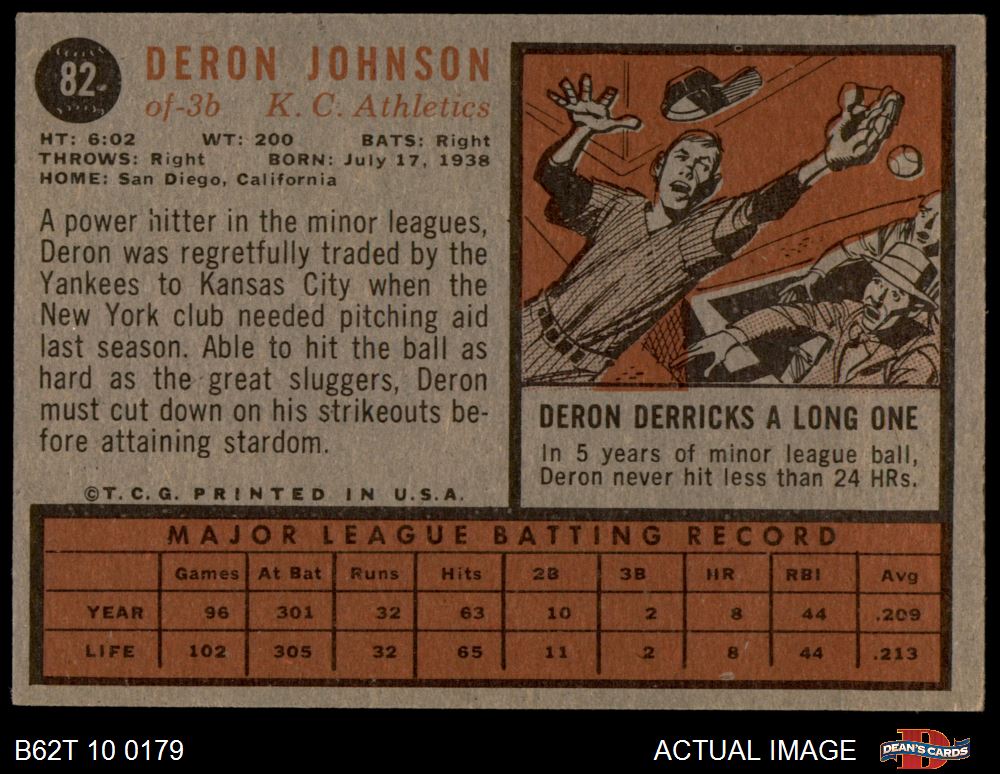 82
DERON JOHNSON
of-3b K. C. Athletics
HT: 6:02 WT: 200 BATS: Right
THROWS: Right BORN: July 17, 1938
HOME: San Diego, California
A power hitter in the minor leagues,
Deron was regretfully traded by the
Yankees to Kansas City when the
New York club needed pitching aid
last season. Able to hit the ball as
hard as the great sluggers, Deron
must cut down on his strikeouts be-
fore attaining stardom.
©T.C.G. PRINTED IN U.S.A.
DERON DERRICKS A LONG ONE
In 5 years of minor league ball,
Deron never hit less than 24 HRs.
MAJOR LEAGUE BATTING RECORD
Games At Bat Runs Hits 2B 3B HR RBI Avg
YEAR 96 301 32 63 10 2 8 44 .209
LIFE 102 305 32 65 11 2 8 44 .213
B62T 10 0179 ACTUAL IMAGE
D
DEAN'S CARDS